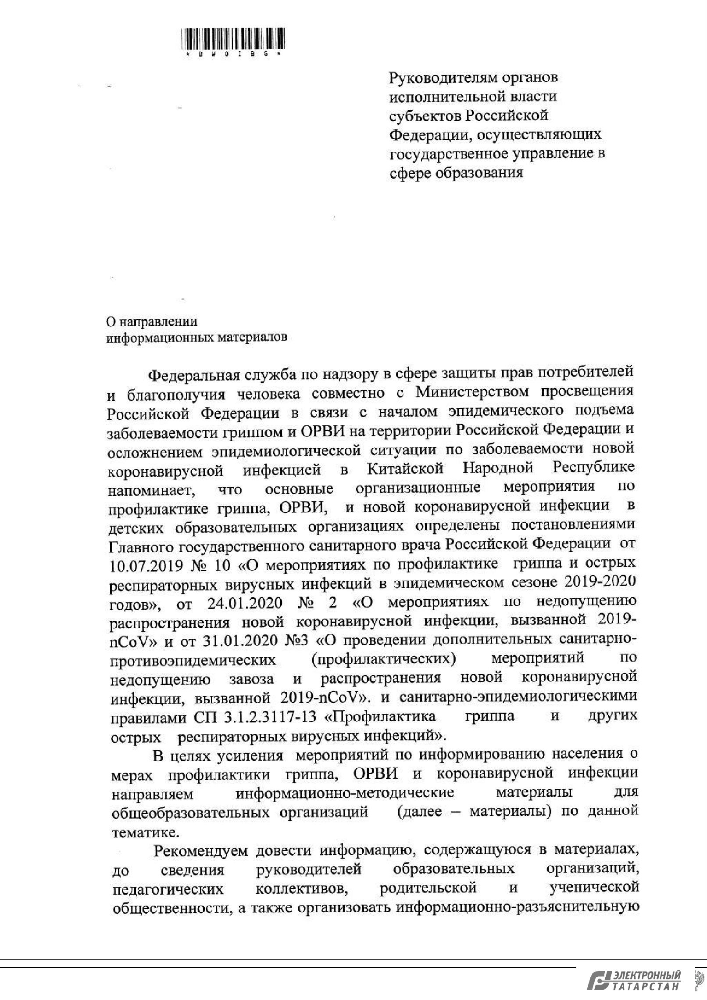 * B W O I B G *
Руководителям органов
исполнительной власти
субъектов Российской
Федерации, осуществляющих
государственное управление в
сфере образования
О направлении
информационных материалов
Федеральная служба по надзору в сфере защиты прав потребителей
и благополучия человека совместно с Министерством просвещения
Российской Федерации в связи с началом эпидемического подъема
заболеваемости гриппом и ОРВИ на территории Российской Федерации и
осложнением эпидемиологической ситуации по заболеваемости новой
коронавирусной инфекцией в Китайской Народной Республике
напоминает, что основные организационные мероприятия по
профилактике гриппа, ОРВИ, и новой коронавирусной инфекции в
детских образовательных организациях определены постановлениями
Главного государственного санитарного врача Российской Федерации от
10.07.2019 № 10 «О мероприятиях по профилактике гриппа и острых
респираторных вирусных инфекций в эпидемическом сезоне 2019-2020
годов», от 24.01.2020 № 2 «О мероприятиях по недопущению
распространения новой коронавирусной инфекции, вызванной 2019-
nCoV» и от 31.01.2020 №3 «О проведении дополнительных санитарно-
противоэпидемических (профилактических) мероприятий по
недопущению завоза и распространения новой коронавирусной
инфекции, вызванной 2019-nCoV». и санитарно-эпидемиологическими
правилами СП 3.1.2.3117-13 «Профилактика гриппа и других
острых респираторных вирусных инфекций».
В целях усиления мероприятий по информированию населения о
мерах профилактики гриппа, ОРВИ и коронавирусной инфекции
направляем информационно-методические материалы для
общеобразовательных организаций (далее – материалы) по данной
тематике.
Рекомендуем довести информацию, содержащуюся в материалах,
до сведения руководителей образовательных организаций,
педагогических коллективов, родительской и ученической
общественности, а также организовать информационно-разъяснительную
ЭЛЕКТРОННЫЙ
ТАТАРСТАН